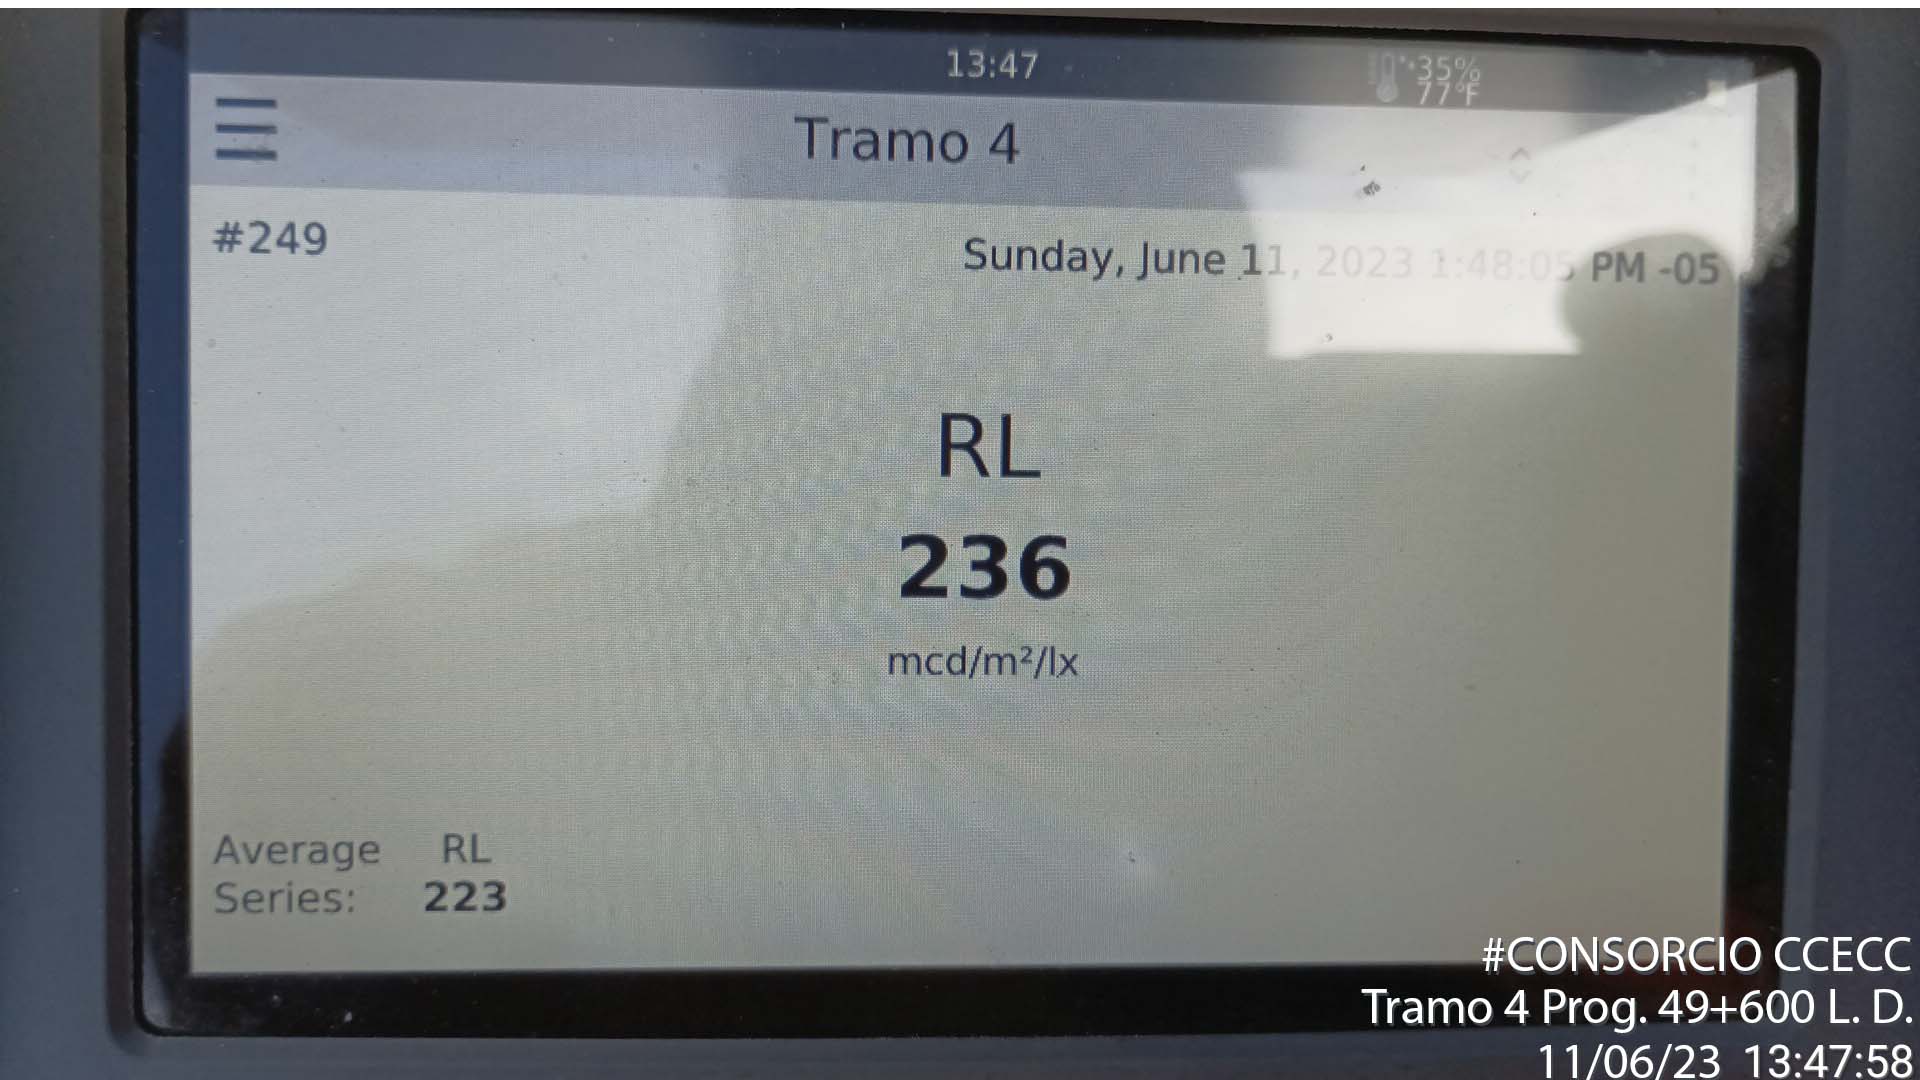 13:47
35%
77°F
Tramo 4
#249
Sunday, June 11, 2023 1:48:05 PM -05
RL
236
mcd/m²/lx
Average RL
Series: 223
#CONSORCIO CCECC
Tramo 4 Prog. 49+600 L. D.
11/06/23 13:47:58